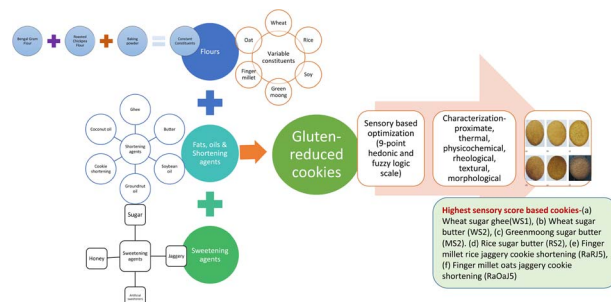 Bengal Gram
Flour
Roasted
Chickpea
Flour
Baking
powder
Constant
Constituents
Flours
Wheat
Oat
Rice
Variable
constituents
Finger
millet
Soy
Green
moong
Ghee
Coconut oil
Butter
Shortening
agents
Cookie
shortening
Soybean
oil
Groundnut
oil
Fats, oils &
Shortening
agents
Gluten-
reduced
cookies
Sensory based
optimization
(9-point
hedonic and
fuzzy logic
scale)
Characterization-
proximate,
thermal,
physicochemical,
rheological,
textural,
morphological
Sugar
Honey
Sweetening
agents
Jaggery
Artificial
sweeteners
Sweetening
agents
Highest sensory score based cookies-(a)
Wheat sugar ghee(WS1), (b) Wheat sugar
butter (WS2), (c) Greenmoong sugar butter
(MS2). (d) Rice sugar butter (RS2), (e) Finger
millet rice jaggery cookie shortening (RaRJ5),
(f) Finger millet oats jaggery cookie
shortening (RaOaJ5)